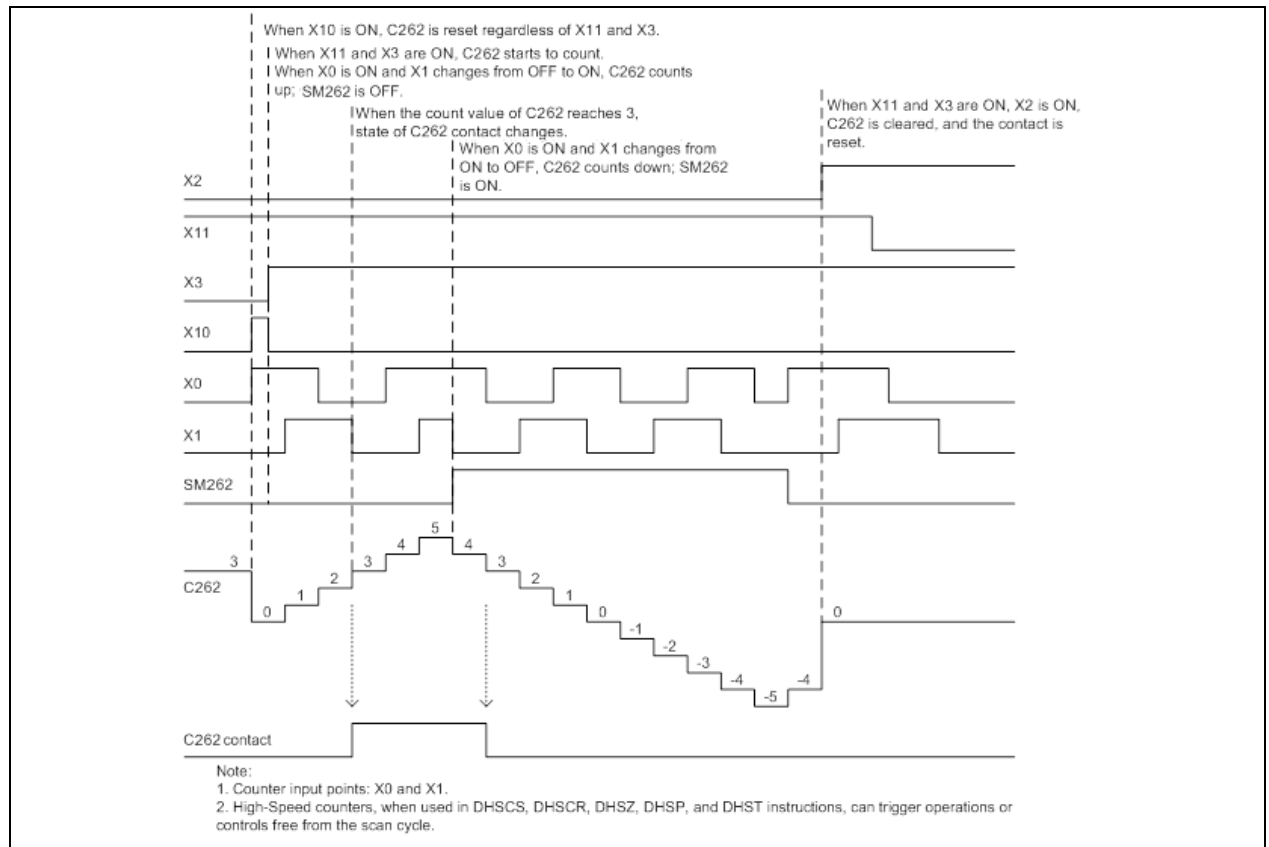 When X10 is ON, C262 is reset regardless of X11 and X3.
When X11 and X3 are ON, C262 starts to count.
When X0 is ON and X1 changes from OFF to ON, C262 counts
up; SM262 is OFF.
When the count value of C262 reaches 3,
state of C262 contact changes.
When X0 is ON and X1 changes from
ON to OFF, C262 counts down; SM262
is ON.
When X11 and X3 are ON, X2 is ON,
C262 is cleared, and the contact is
reset.
X2
X11
X3
X10
X0
X1
SM262
C262
3
0
1
2
3
4
5
4
3
2
1
0
-1
-2
-3
-4
-5
-4
0
C262 contact
Note:
1. Counter input points: X0 and X1.
2. High-Speed counters, when used in DHSCS, DHSCR, DHSZ, DHSP, and DHST instructions, can trigger operations or
controls free from the scan cycle.